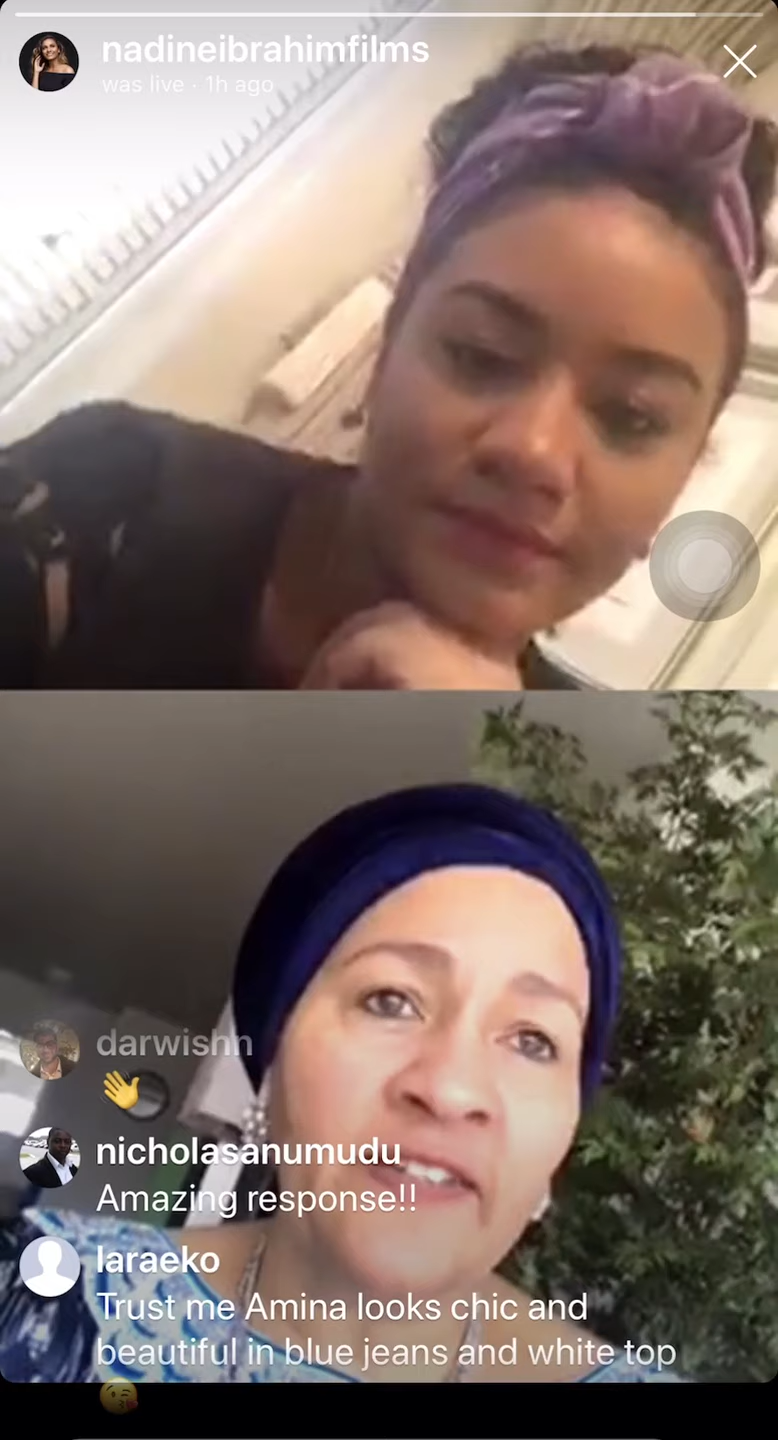 nadineibrahimfilms
was live · 1h ago
darwishn
👋
nicholasanumudu
Amazing response!!
laraeko
Trust me Amina looks chic and
beautiful in blue jeans and white top
😘